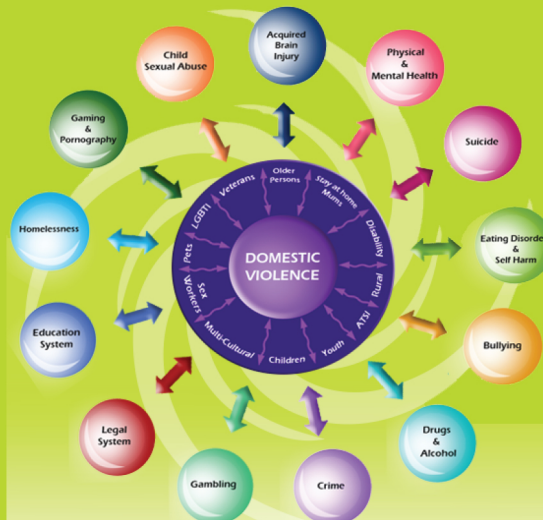 Acquired
Brain
Injury
Physical
&
Mental Health
Suicide
Eating Disorder
&
Self Harm
Bullying
Drugs
&
Alcohol
Crime
Gambling
Legal
System
Education
System
Homelessness
Gaming
&
Pornography
Child
Sexual Abuse
Older
Persons
Stay at home
Mums
Disability
Rural
ATSI
Youth
Children
Multi-Cultural
Sex
Workers
Pets
LGBTI
Veterans
DOMESTIC
VIOLENCE